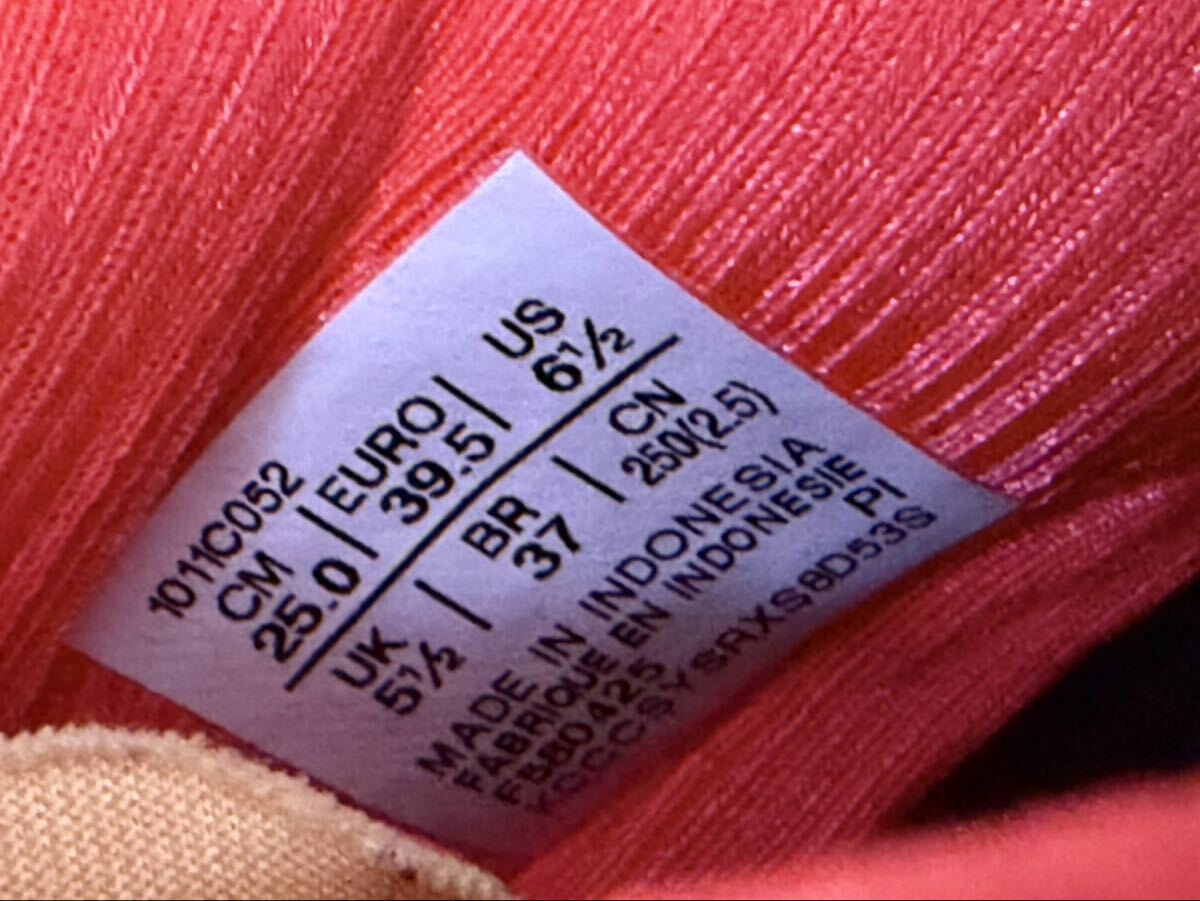 1011C052
CM | EURO | US
25.0 | 39.5 | 6½
UK | BR | CN
5½ | 37 | 250(2.5)
MADE IN INDONESIA
FABRIQUE EN INDONESIE
PI